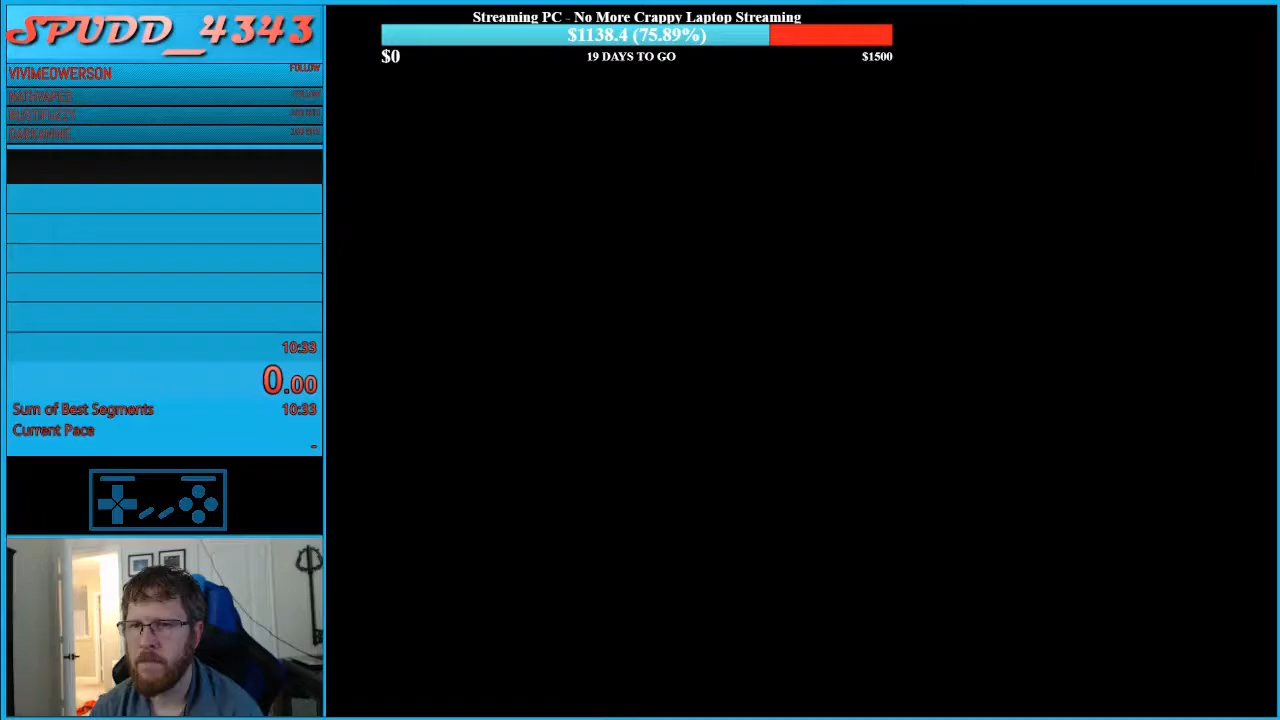 SPUDD_4343
VIVIMEOWERSON FOLLOW
DARKANINE
Streaming PC - No More Crappy Laptop Streaming
$1138.4 (75.89%)
$0 19 DAYS TO GO $1500
10:33
0.00
Sum of Best Segments 10:33
Current Pace
-